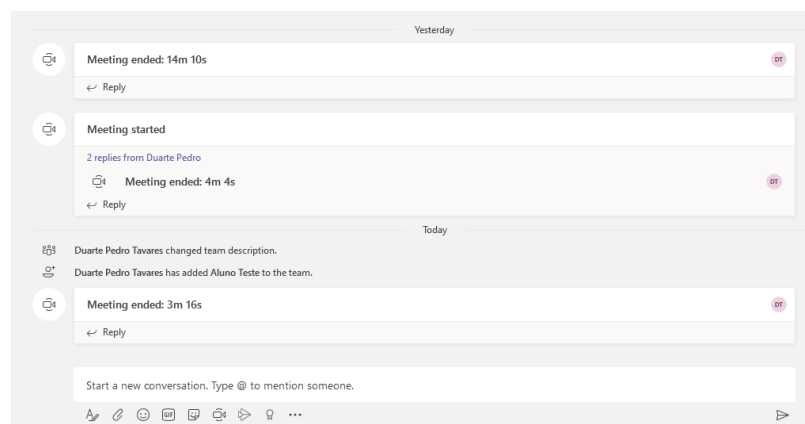 Yesterday
Meeting ended: 14m 10s
DT
Reply
Meeting started
2 replies from Duarte Pedro
Meeting ended: 4m 4s
DT
Reply
Today
Duarte Pedro Tavares changed team description.
Duarte Pedro Tavares has added Aluno Teste to the team.
Meeting ended: 3m 16s
DT
Reply
Start a new conversation. Type @ to mention someone.
GIF